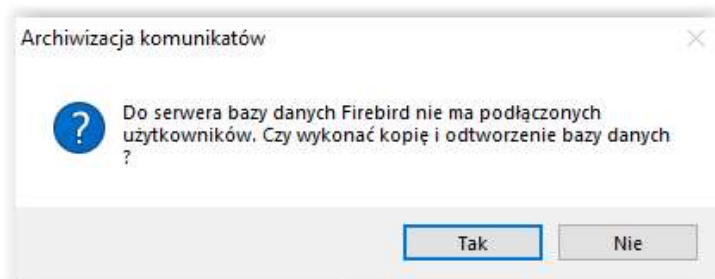 Archiwizacja komunikatów
Do serwera bazy danych Firebird nie ma podłączonych
użytkowników. Czy wykonać kopię i odtworzenie bazy danych
?
Tak Nie